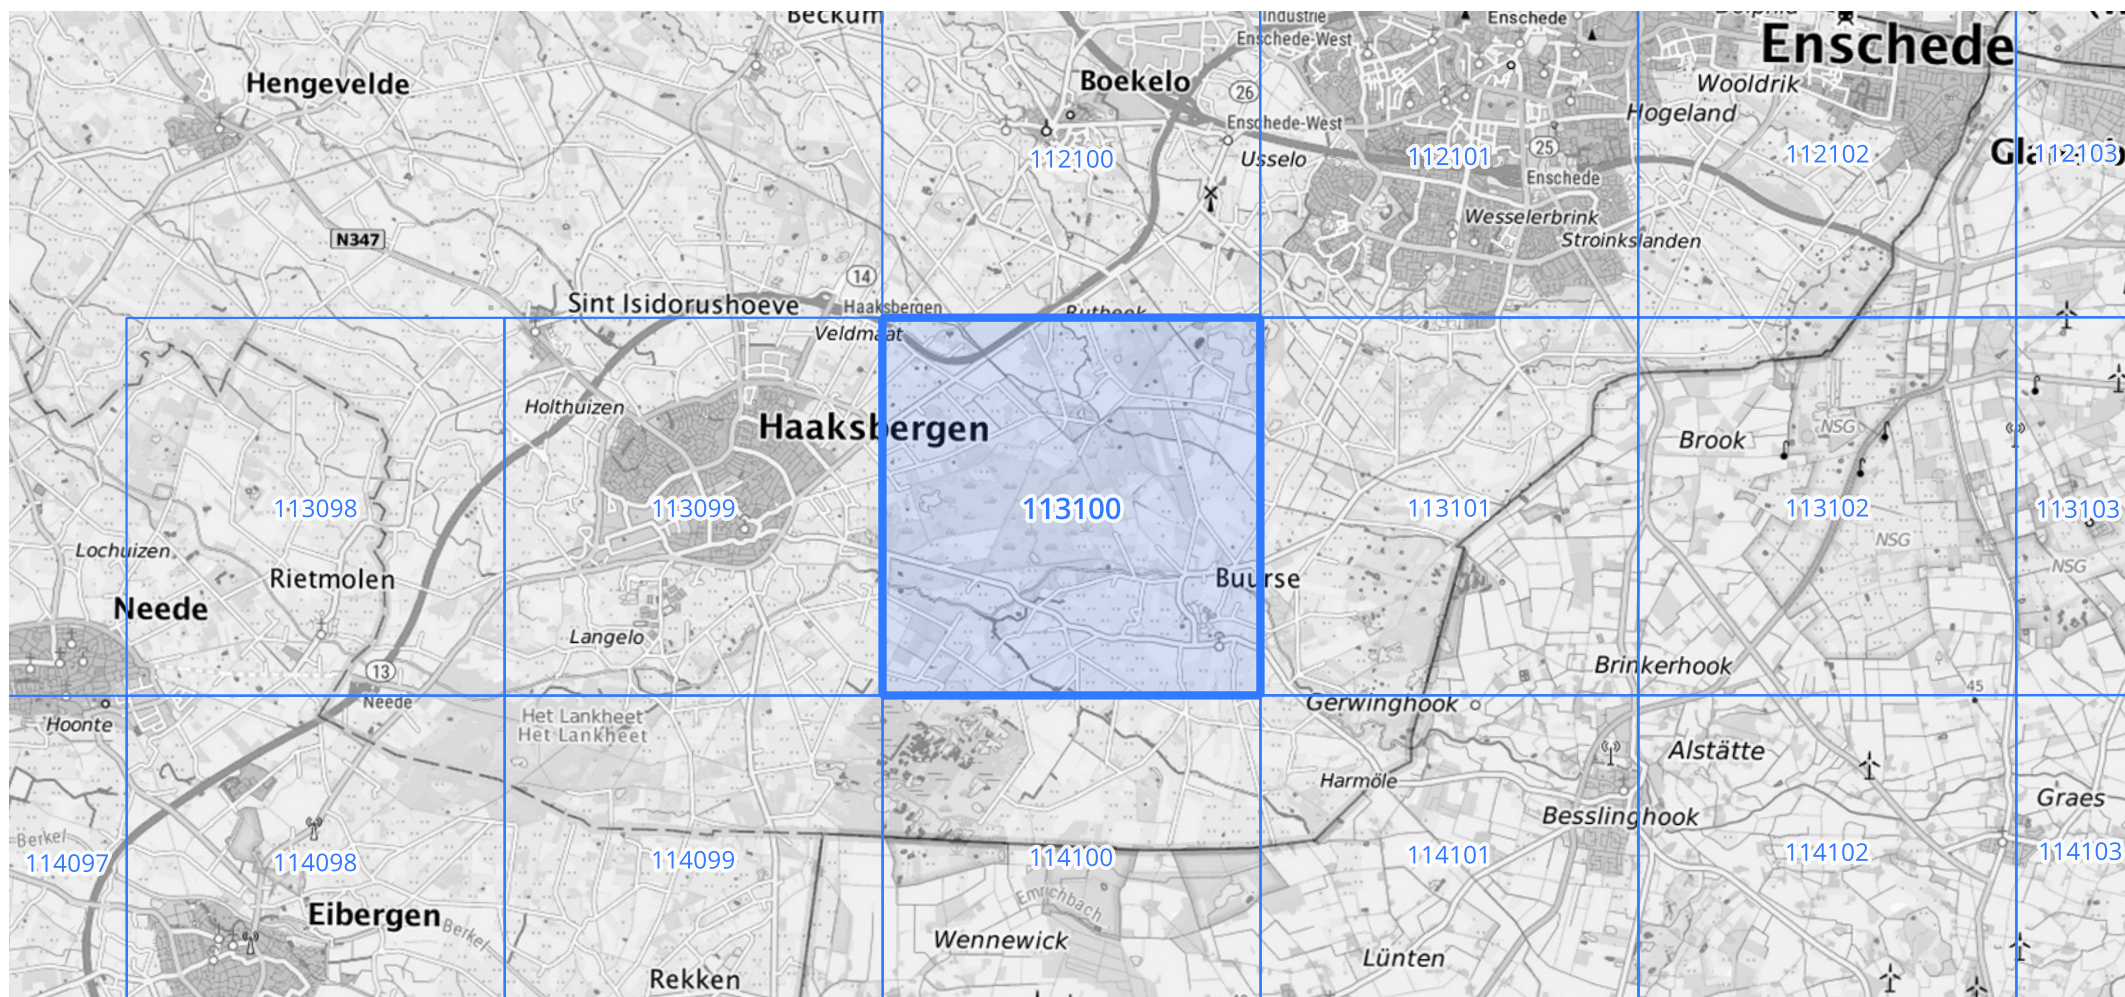 Beckum
Industrie
Enschede
Enschede-West
Enschede
Hengevelde
Boekelo
26
Wooldrik
Hogeland
Enschede-West
112100
Usselo
112101
25
112102
112103
Enschede
Wesselerbrink
Stroinkslanden
N347
14
Sint Isidorushoeve
Haaksbergen
Rutbeek
Veldmaat
Holthuizen
Haaksbergen
Brook
NSG
113098
113099
113100
113101
113102
113103
NSG
Lochuizen
Rietmolen
Buurse
NSG
Neede
Langelo
13
Brinkerhook
45
Neede
Gerwinghook
Hoonte
Het Lankheet
Het Lankheet
Alstätte
Harmöle
Graes
Besslinghook
Berkel
114097
114098
114099
114100
114101
114102
114103
Emrichbach
Eibergen
Berkel
Wennewick
Lünten
Rekken